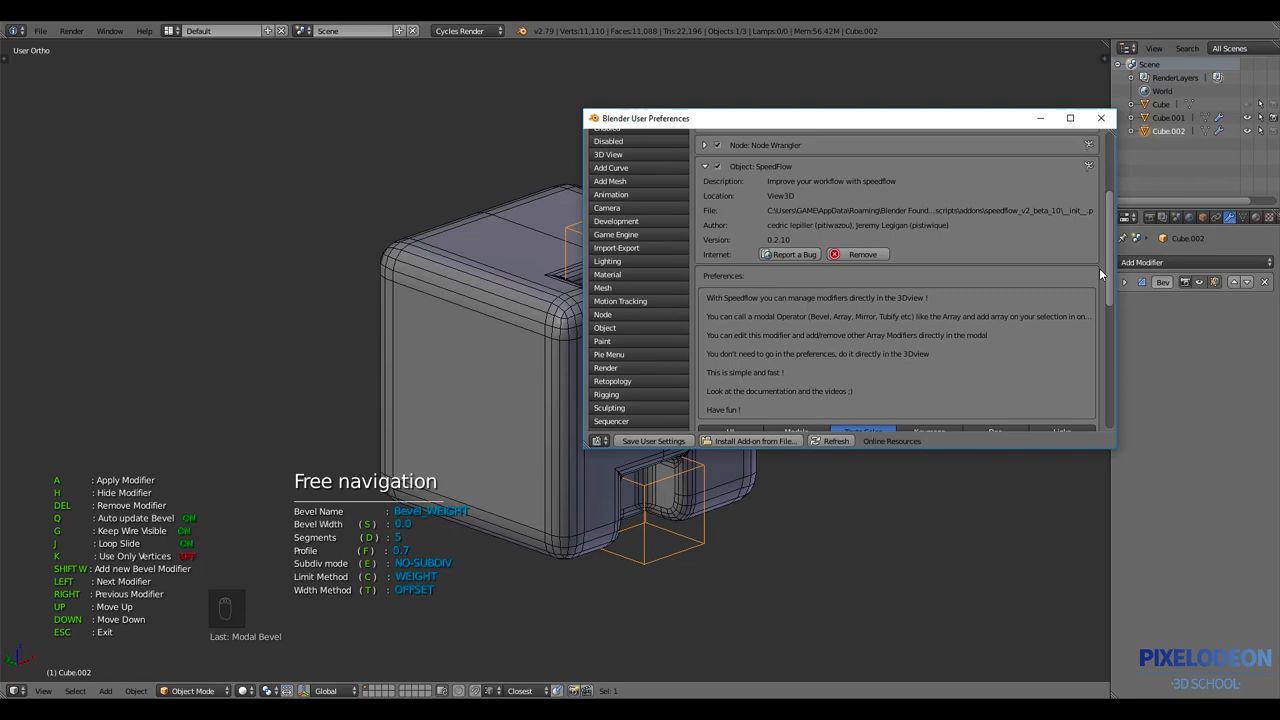 File Render Window Help Default Scene Cycles Render v2.79 | Verts:11,110 | Faces:11,088 | Tris:22,196 | Objects:1/3 | Lamps:0/0 | Mem:56.42M | Cube.002
User Ortho
View Search All Scenes
Scene
RenderLayers
World
Cube
Cube.001
Cube.002
Cube.002
Add Modifier
Bev
Blender User Preferences
Enabled
Disabled
3D View
Add Curve
Add Mesh
Animation
Camera
Development
Game Engine
Import-Export
Lighting
Material
Mesh
Motion Tracking
Node
Object
Paint
Pie Menu
Render
Retopology
Rigging
Sculpting
Sequencer
Node: Node Wrangler
Object: SpeedFlow
Description: Improve your workflow with speedflow
Location: View3D
File: C:\Users\GAME\AppData\Roaming\Blender Found...scripts\addons\speedflow_v2_beta_10\__init__.p
Author: cedric lepiller (pitiwazou), Jeremy Legigan (pistiwique)
Version: 0.2.10
Internet: Report a Bug Remove
Preferences:
With Speedflow you can manage modifiers directly in the 3Dview !
You can call a modal Operator (Bevel, Array, Mirror, Tubify etc) like the Array and add array on your selection in on...
You can edit this modifier and add/remove other Array Modifiers directly in the modal
You don't need to go in the preferences, do it directly in the 3Dview
This is simple and fast !
Look at the documentation and the videos ;)
Have fun !
Save User Settings Install Add-on from File... Refresh Online Resources
A : Apply Modifier
H : Hide Modifier
DEL : Remove Modifier
Q : Auto update Bevel ON
G : Keep Wire Visible ON
J : Loop Slide ON
K : Use Only Vertices OFF
SHIFT W : Add new Bevel Modifier
LEFT : Next Modifier
RIGHT : Previous Modifier
UP : Move Up
DOWN : Move Down
ESC : Exit
Free navigation
Bevel Name : Bevel_WEIGHT
Bevel Width (S) : 0.0
Segments (D) : 5
Profile (F) : 0.7
Subdiv mode (E) : NO-SUBDIV
Limit Method (C) : WEIGHT
Width Method (T) : OFFSET
Last: Modal Bevel
(1) Cube.002
View Select Add Object Object Mode Global Closest Sel: 1
PIXELODEON
·3D SCHOOL·